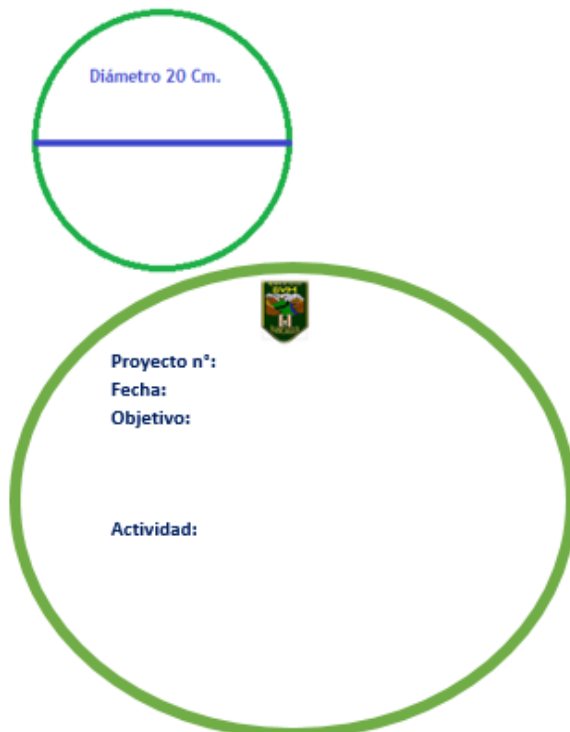 Diámetro 20 Cm.
Proyecto n°:
Fecha:
Objetivo:
Actividad: